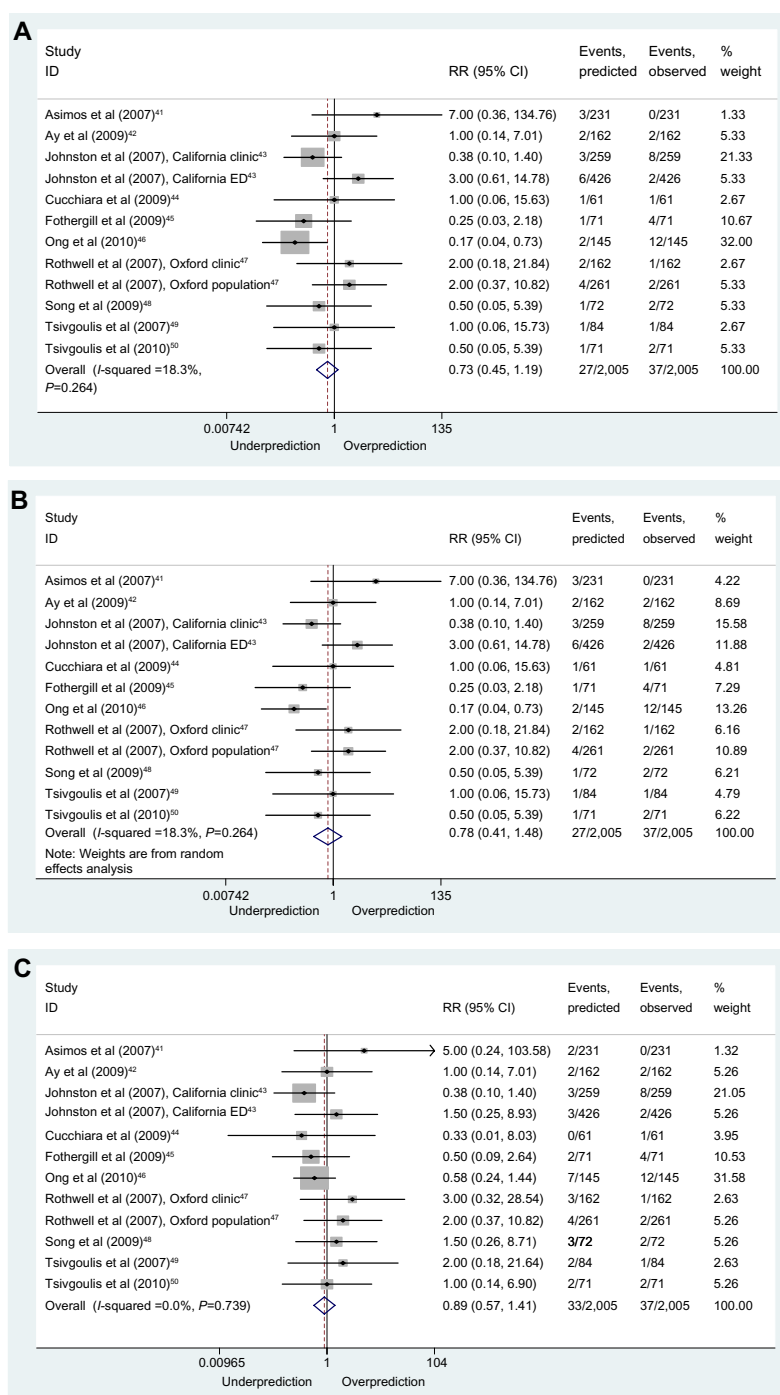 A
Study Events, Events, %
ID RR (95% CI) predicted observed weight
Asimos et al (2007)41 7.00 (0.36, 134.76) 3/231 0/231 1.33
Ay et al (2009)42 1.00 (0.14, 7.01) 2/162 2/162 5.33
Johnston et al (2007), California clinic43 0.38 (0.10, 1.40) 3/259 8/259 21.33
Johnston et al (2007), California ED43 3.00 (0.61, 14.78) 6/426 2/426 5.33
Cucchiara et al (2009)44 1.00 (0.06, 15.63) 1/61 1/61 2.67
Fothergill et al (2009)45 0.25 (0.03, 2.18) 1/71 4/71 10.67
Ong et al (2010)46 0.17 (0.04, 0.73) 2/145 12/145 32.00
Rothwell et al (2007), Oxford clinic47 2.00 (0.18, 21.84) 2/162 1/162 2.67
Rothwell et al (2007), Oxford population47 2.00 (0.37, 10.82) 4/261 2/261 5.33
Song et al (2009)48 0.50 (0.05, 5.39) 1/72 2/72 5.33
Tsivgoulis et al (2007)49 1.00 (0.06, 15.73) 1/84 1/84 2.67
Tsivgoulis et al (2010)50 0.50 (0.05, 5.39) 1/71 2/71 5.33
Overall (I-squared =18.3%, 0.73 (0.45, 1.19) 27/2,005 37/2,005 100.00
P=0.264)
0.00742 1 135
Underprediction Overprediction
B
Study Events, Events, %
ID RR (95% CI) predicted observed weight
Asimos et al (2007)41 7.00 (0.36, 134.76) 3/231 0/231 4.22
Ay et al (2009)42 1.00 (0.14, 7.01) 2/162 2/162 8.69
Johnston et al (2007), California clinic43 0.38 (0.10, 1.40) 3/259 8/259 15.58
Johnston et al (2007), California ED43 3.00 (0.61, 14.78) 6/426 2/426 11.88
Cucchiara et al (2009)44 1.00 (0.06, 15.63) 1/61 1/61 4.81
Fothergill et al (2009)45 0.25 (0.03, 2.18) 1/71 4/71 7.29
Ong et al (2010)46 0.17 (0.04, 0.73) 2/145 12/145 13.26
Rothwell et al (2007), Oxford clinic47 2.00 (0.18, 21.84) 2/162 1/162 6.16
Rothwell et al (2007), Oxford population47 2.00 (0.37, 10.82) 4/261 2/261 10.89
Song et al (2009)48 0.50 (0.05, 5.39) 1/72 2/72 6.21
Tsivgoulis et al (2007)49 1.00 (0.06, 15.73) 1/84 1/84 4.79
Tsivgoulis et al (2010)50 0.50 (0.05, 5.39) 1/71 2/71 6.22
Overall (I-squared =18.3%, P=0.264) 0.78 (0.41, 1.48) 27/2,005 37/2,005 100.00
Note: Weights are from random
effects analysis
0.00742 1 135
Underprediction Overprediction
C
Study Events, Events, %
ID RR (95% CI) predicted observed weight
Asimos et al (2007)41 5.00 (0.24, 103.58) 2/231 0/231 1.32
Ay et al (2009)42 1.00 (0.14, 7.01) 2/162 2/162 5.26
Johnston et al (2007), California clinic43 0.38 (0.10, 1.40) 3/259 8/259 21.05
Johnston et al (2007), California ED43 1.50 (0.25, 8.93) 3/426 2/426 5.26
Cucchiara et al (2009)44 0.33 (0.01, 8.03) 0/61 1/61 3.95
Fothergill et al (2009)45 0.50 (0.09, 2.64) 2/71 4/71 10.53
Ong et al (2010)46 0.58 (0.24, 1.44) 7/145 12/145 31.58
Rothwell et al (2007), Oxford clinic47 3.00 (0.32, 28.54) 3/162 1/162 2.63
Rothwell et al (2007), Oxford population47 2.00 (0.37, 10.82) 4/261 2/261 5.26
Song et al (2009)48 1.50 (0.26, 8.71) 3/72 2/72 5.26
Tsivgoulis et al (2007)49 2.00 (0.18, 21.64) 2/84 1/84 2.63
Tsivgoulis et al (2010)50 1.00 (0.14, 6.90) 2/71 2/71 5.26
Overall (I-squared =0.0%, P=0.739) 0.89 (0.57, 1.41) 33/2,005 37/2,005 100.00
0.00965 1 104
Underprediction Overprediction